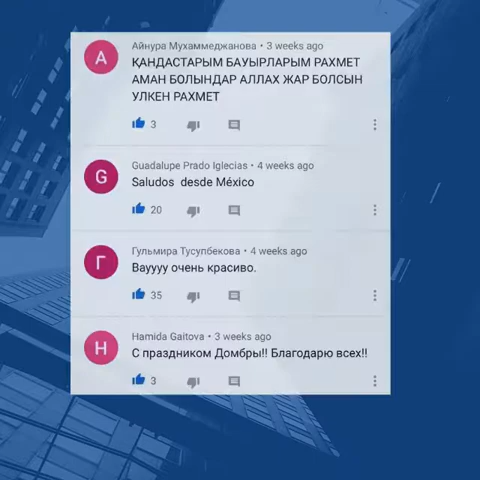 А
Айнура Мухаммеджанова • 3 weeks ago
ҚАНДАСТАРЫМ БАУЫРЛАРЫМ РАХМЕТ
АМАН БОЛЫНДАР АЛЛАХ ЖАР БОЛСЫН
УЛКЕН РАХМЕТ
3
G
Guadalupe Prado Iglecias • 4 weeks ago
Saludos desde México
20
Г
Гульмира Тусупбекова • 4 weeks ago
Ваyyyy очень красиво.
35
H
Hamida Gaitova • 3 weeks ago
С праздником Домбры!! Благодарю всех!!
3